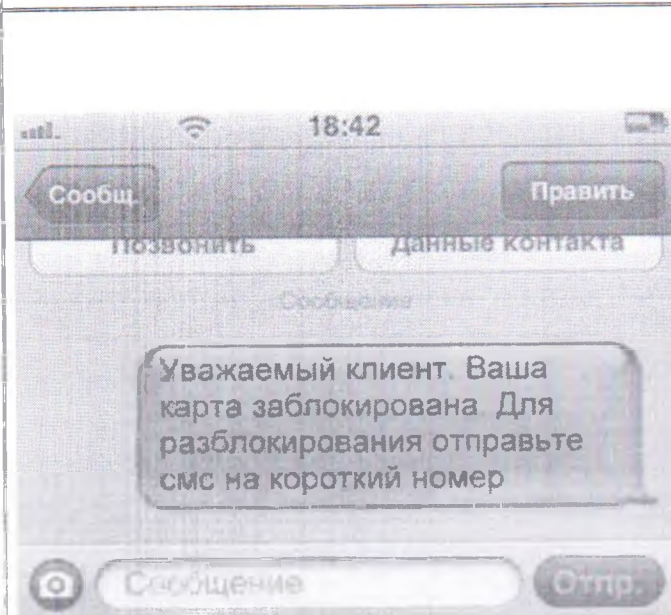 18:42
Сообщ.
Править
Позвонить
Данные контакта
Сообщение
Уважаемый клиент. Ваша
карта заблокирована. Для
разблокирования отправьте
смс на короткий номер
Сообщение
Отпр.